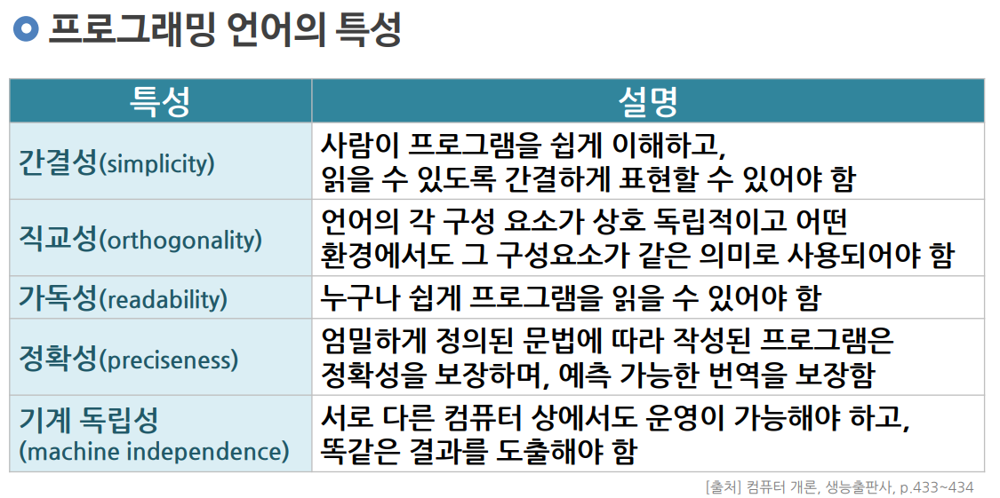 프로그래밍 언어의 특성
특성
설명
간결성(simplicity)
사람이 프로그램을 쉽게 이해하고,
읽을 수 있도록 간결하게 표현할 수 있어야 함
직교성(orthogonality)
언어의 각 구성 요소가 상호 독립적이고 어떤
환경에서도 그 구성요소가 같은 의미로 사용되어야 함
가독성(readability)
누구나 쉽게 프로그램을 읽을 수 있어야 함
정확성(preciseness)
엄밀하게 정의된 문법에 따라 작성된 프로그램은
정확성을 보장하며, 예측 가능한 번역을 보장함
기계 독립성
(machine independence)
서로 다른 컴퓨터 상에서도 운영이 가능해야 하고,
똑같은 결과를 도출해야 함
[출처] 컴퓨터 개론, 생능출판사, p.433~434